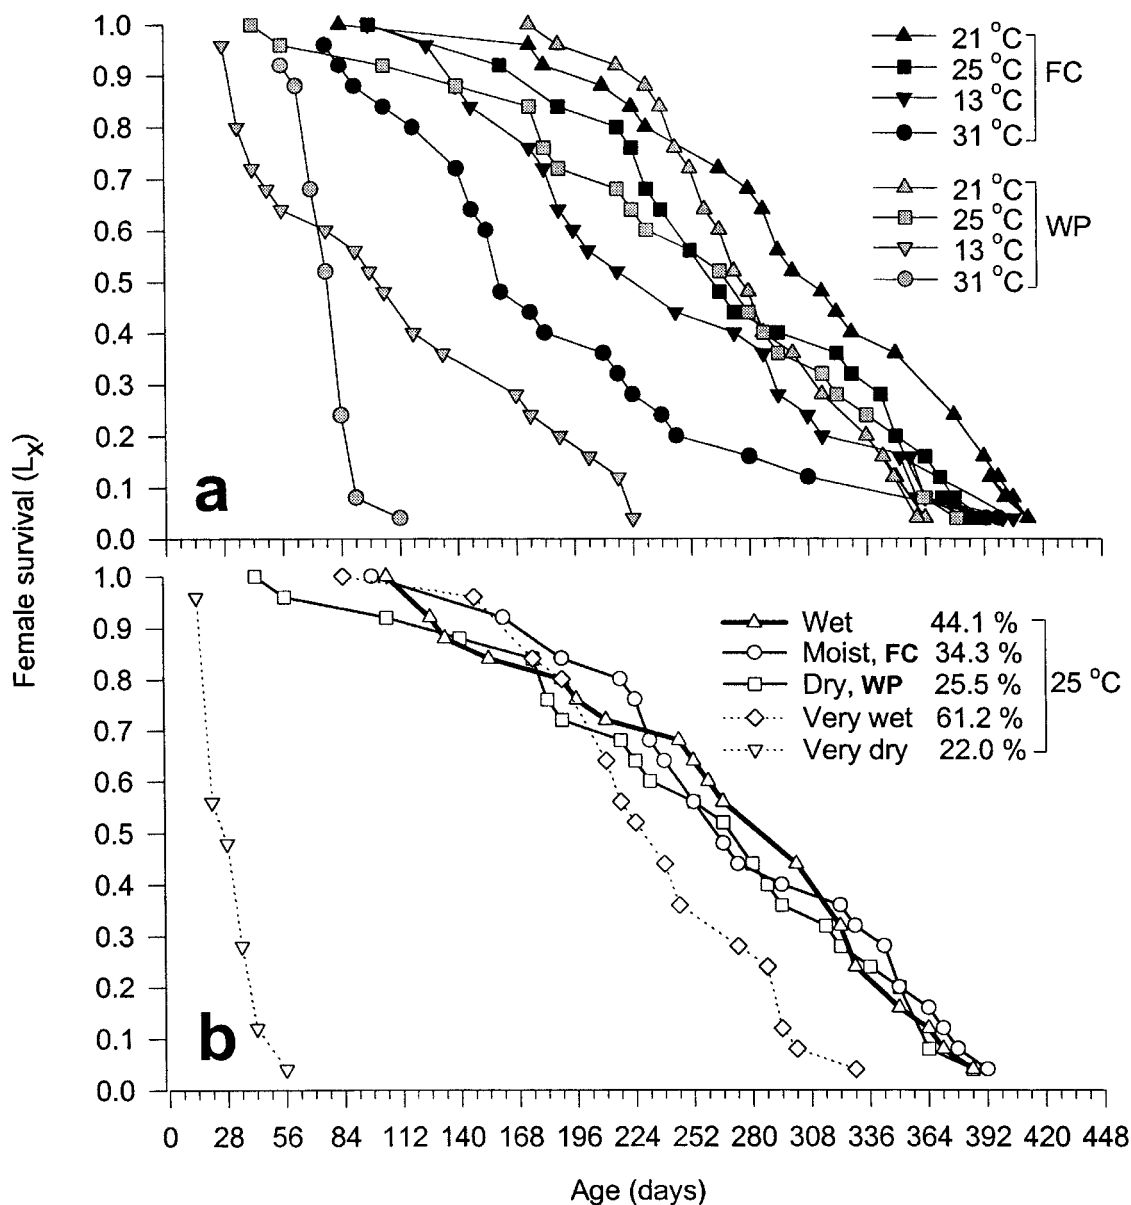 1.0
0.9
0.8
0.7
0.6
0.5
0.4
0.3
0.2
0.1
0.0
21 °C
25 °C
13 °C
31 °C
FC
21 °C
25 °C
13 °C
31 °C
WP
a
Female survival (Lx)
1.0
0.9
0.8
0.7
0.6
0.5
0.4
0.3
0.2
0.1
0.0
Wet 44.1 %
Moist, FC 34.3 %
Dry, WP 25.5 %
Very wet 61.2 %
Very dry 22.0 %
25 °C
b
0 28 56 84 112 140 168 196 224 252 280 308 336 364 392 420 448
Age (days)